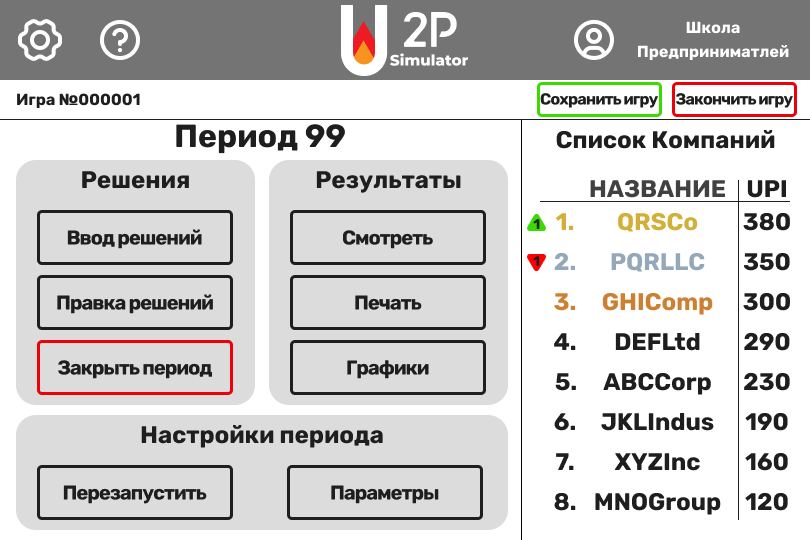 2P
Simulator
Школа
Предприниматлей
Игра №000001
Сохранить игру
Закончить игру
Период 99
Решения
Ввод решений
Правка решений
Закрыть период
Результаты
Смотреть
Печать
Графики
Настройки периода
Перезапустить
Параметры
Список Компаний
НАЗВАНИЕ UPI
1 1. QRSCo 380
1 2. PQRLLC 350
3. GHIComp 300
4. DEFLtd 290
5. ABCCorp 230
6. JKLIndus 190
7. XYZInc 160
8. MNOGroup 120